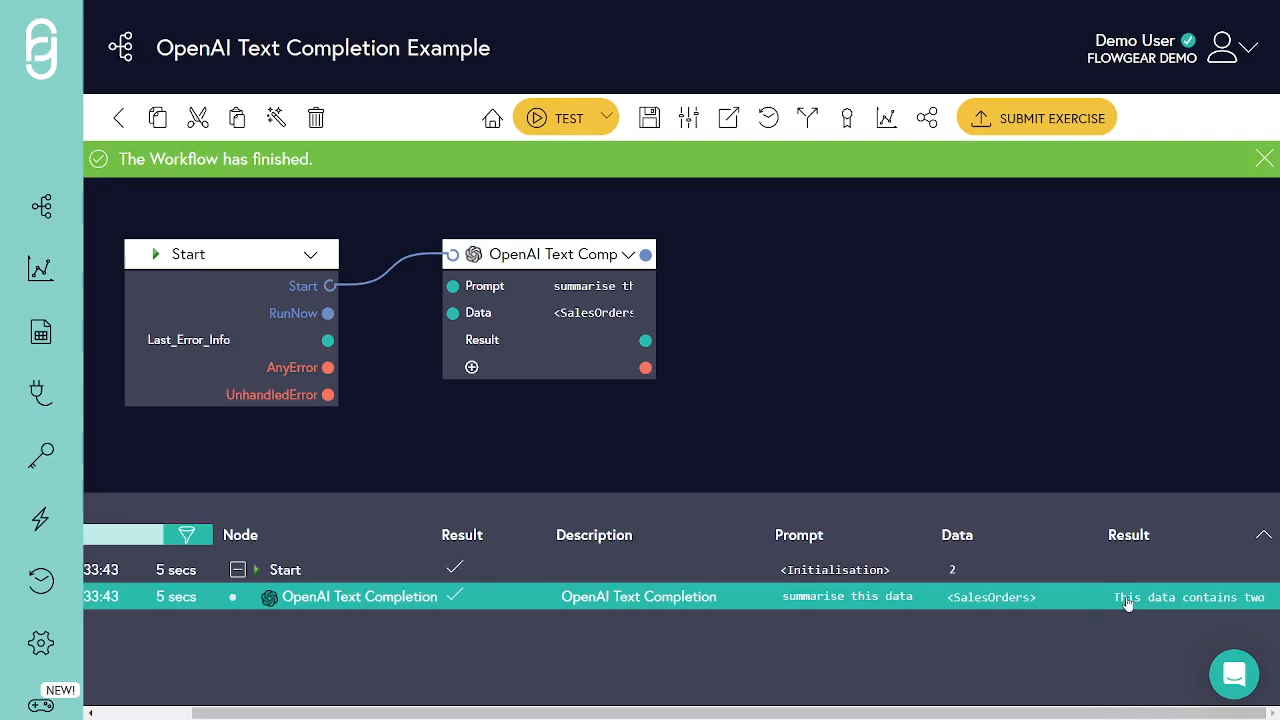 OpenAI Text Completion Example
Demo User
FLOWGEAR DEMO
TEST
SUBMIT EXERCISE
The Workflow has finished.
Start
Start
RunNow
Last_Error_Info
AnyError
UnhandledError
OpenAI Text Comp
Prompt summarise th
Data <SalesOrders
Result
Node Result Description Prompt Data Result
33:43 5 secs Start <Initialisation> 2
33:43 5 secs OpenAI Text Completion OpenAI Text Completion summarise this data <SalesOrders> This data contains two
NEW!